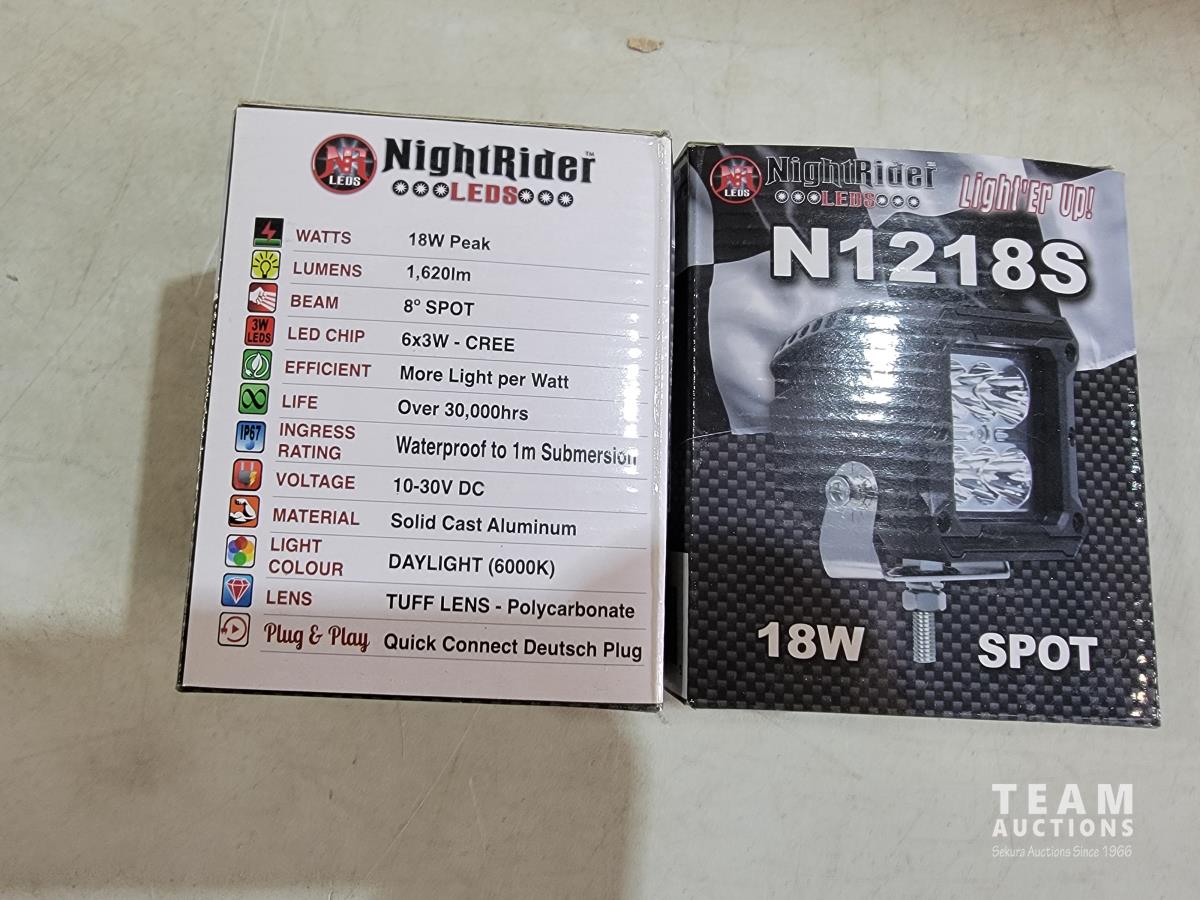 NR
LEDS
NightRider™
LEDS
WATTS 18W Peak
LUMENS 1,620lm
BEAM 8° SPOT
3W
LEDS
LED CHIP 6x3W - CREE
EFFICIENT More Light per Watt
LIFE Over 30,000hrs
IP67
INGRESS
RATING Waterproof to 1m Submersion
VOLTAGE 10-30V DC
MATERIAL Solid Cast Aluminum
LIGHT
COLOUR DAYLIGHT (6000K)
LENS TUFF LENS - Polycarbonate
Plug & Play Quick Connect Deutsch Plug
NR
LEDS
NightRider™
LEDS
Light'Er Up!
N1218S
18W SPOT
TEAM
AUCTIONS
Sekura Auctions Since 1966